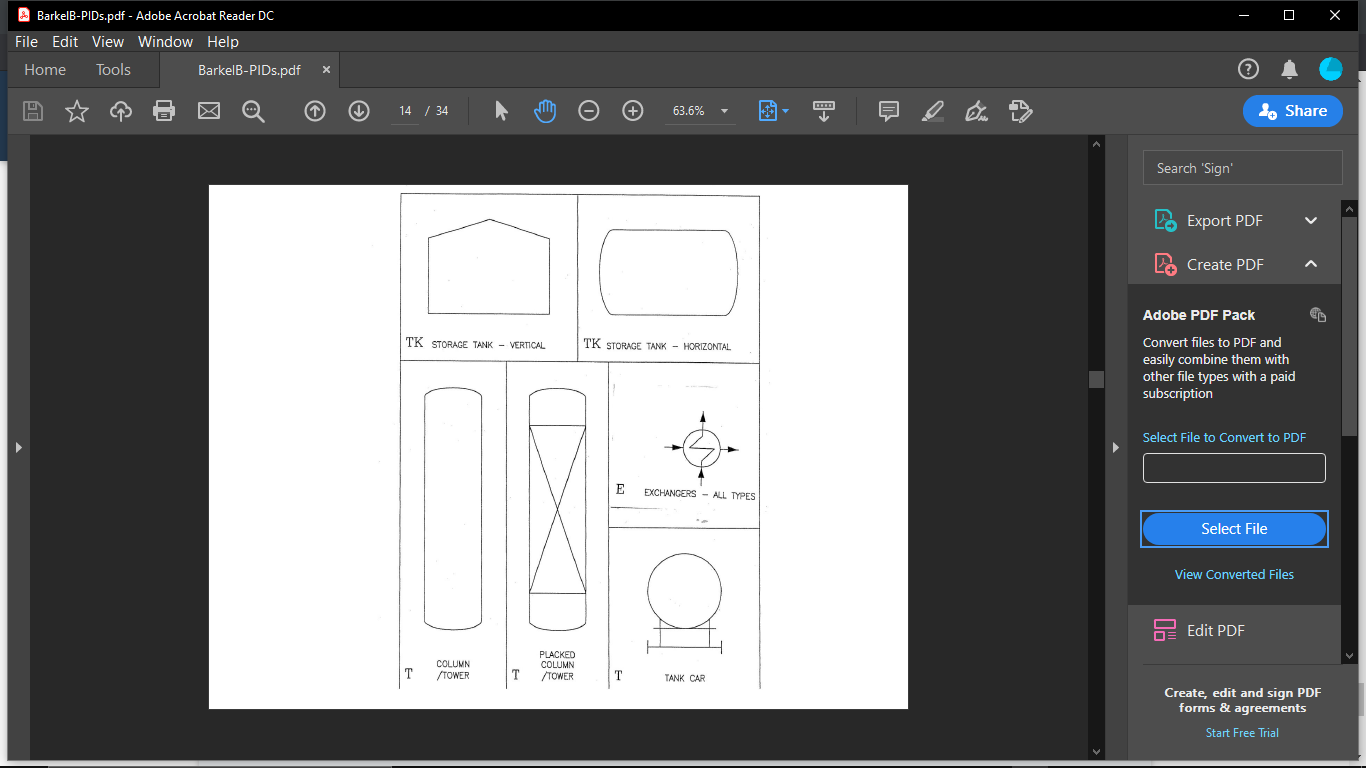 BarkelB-PIDs.pdf - Adobe Acrobat Reader DC
File Edit View Window Help
Home Tools BarkelB-PIDs.pdf ×
14 / 34 63.6% Share
Search 'Sign'
Export PDF
Create PDF
Adobe PDF Pack
Convert files to PDF and
easily combine them with
other file types with a paid
subscription
Select File to Convert to PDF
Select File
View Converted Files
Edit PDF
Create, edit and sign PDF
forms & agreements
Start Free Trial
TK STORAGE TANK – VERTICAL
TK STORAGE TANK – HORIZONTAL
E EXCHANGERS – ALL TYPES
T COLUMN
/TOWER
T PLACKED
COLUMN
/TOWER
T TANK CAR